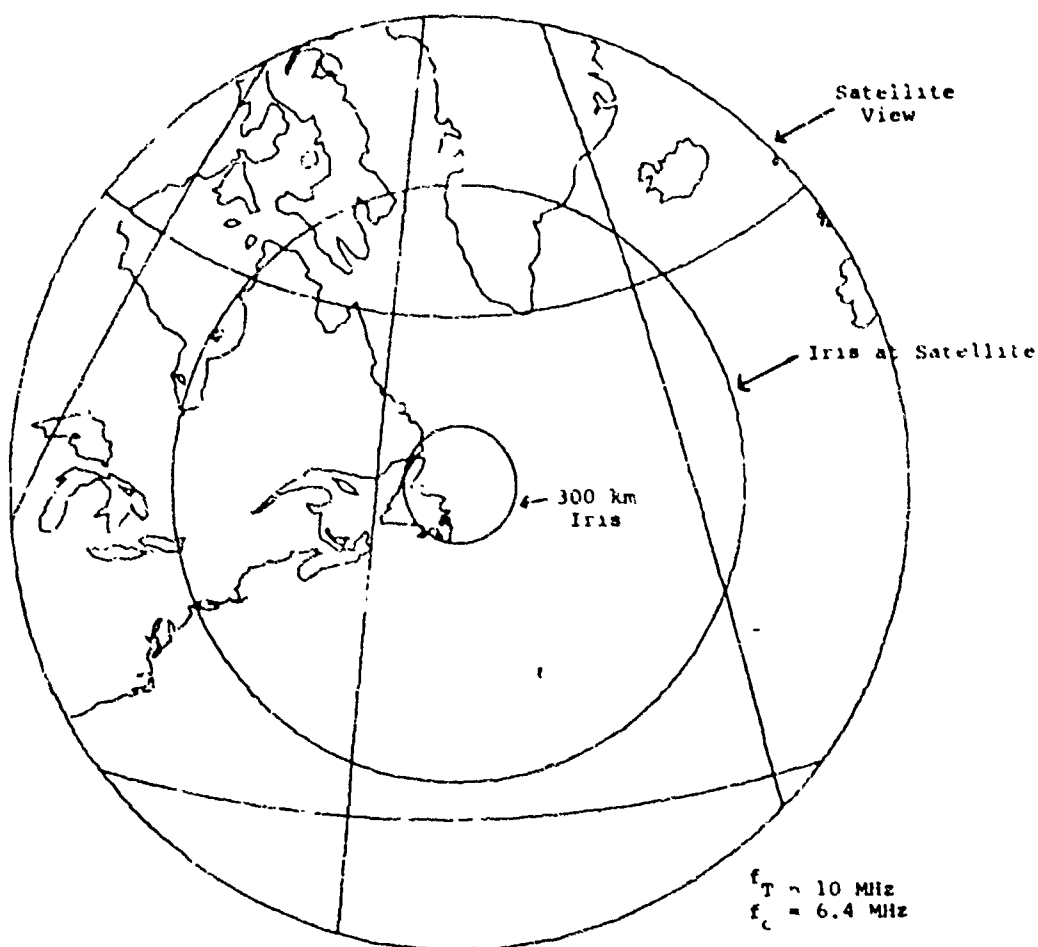 Satellite
View
Iris at Satellite
300 km
Iris
f_T = 10 MHz
f_c = 6.4 MHz